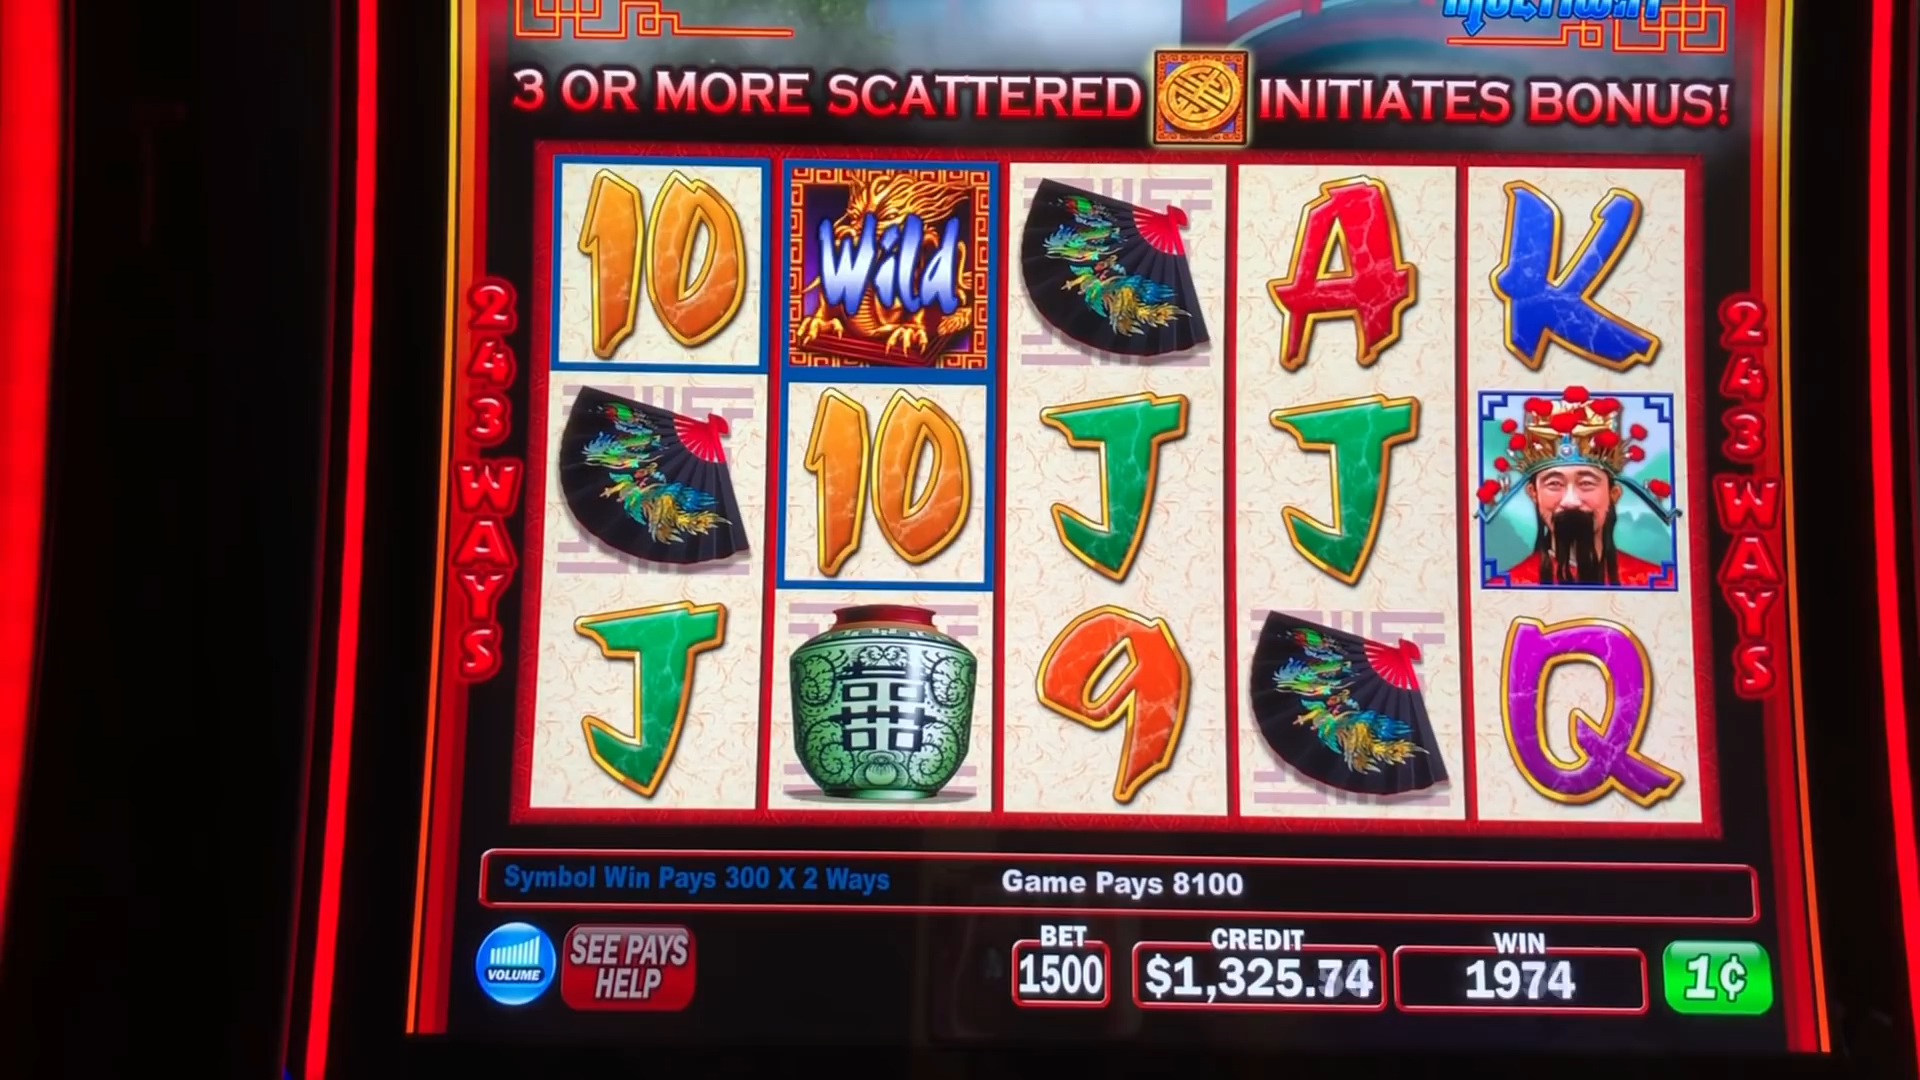 3 OR MORE SCATTERED INITIATES BONUS!
243 WAYS
243 WAYS
10 Wild A K
10 J J
J 9 Q
Symbol Win Pays 300 X 2 Ways Game Pays 8100
VOLUME
SEE PAYS
HELP
BET
1500
CREDIT
$1,325.74
WIN
1974
1¢